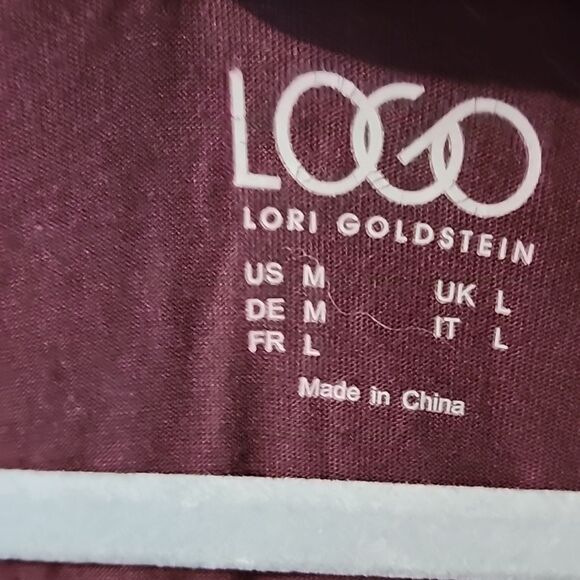 LOGO
LORI GOLDSTEIN
US M UK L
DE M IT L
FR L
Made in China